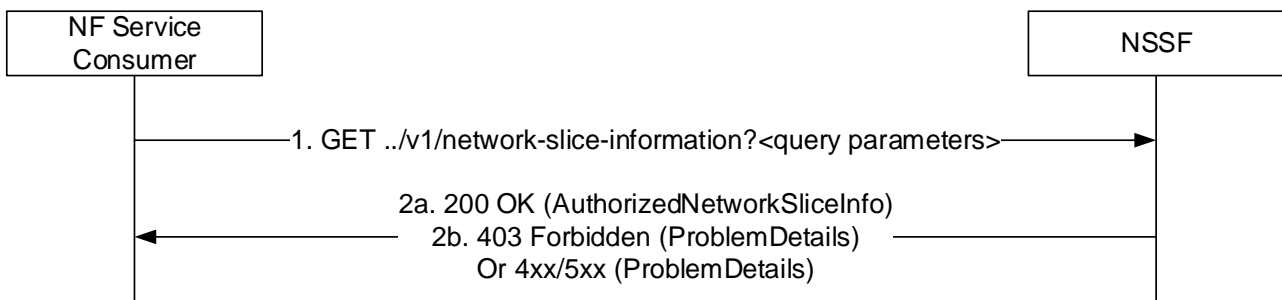 NF Service
Consumer
NSSF
1. GET ../v1/network-slice-information?<query parameters>
2a. 200 OK (AuthorizedNetworkSliceInfo)
2b. 403 Forbidden (ProblemDetails)
Or 4xx/5xx (ProblemDetails)